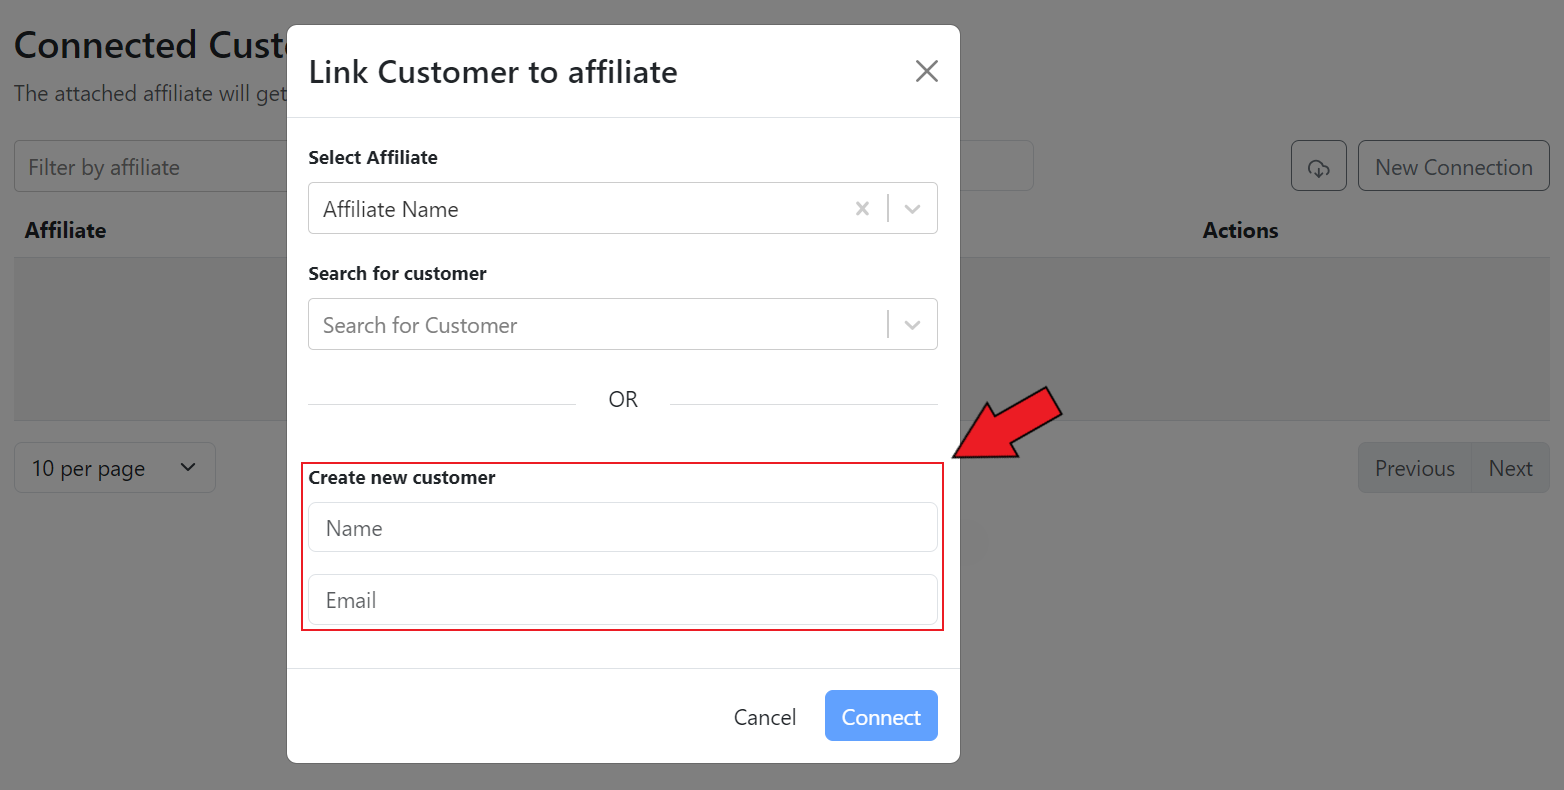 Connected
The attached affiliate will get
Filter by affiliate
New Connection
Affiliate
Actions
10 per page
Previous
Next
Link Customer to affiliate
Select Affiliate
Affiliate Name
Search for customer
Search for Customer
OR
Create new customer
Name
Email
Cancel
Connect